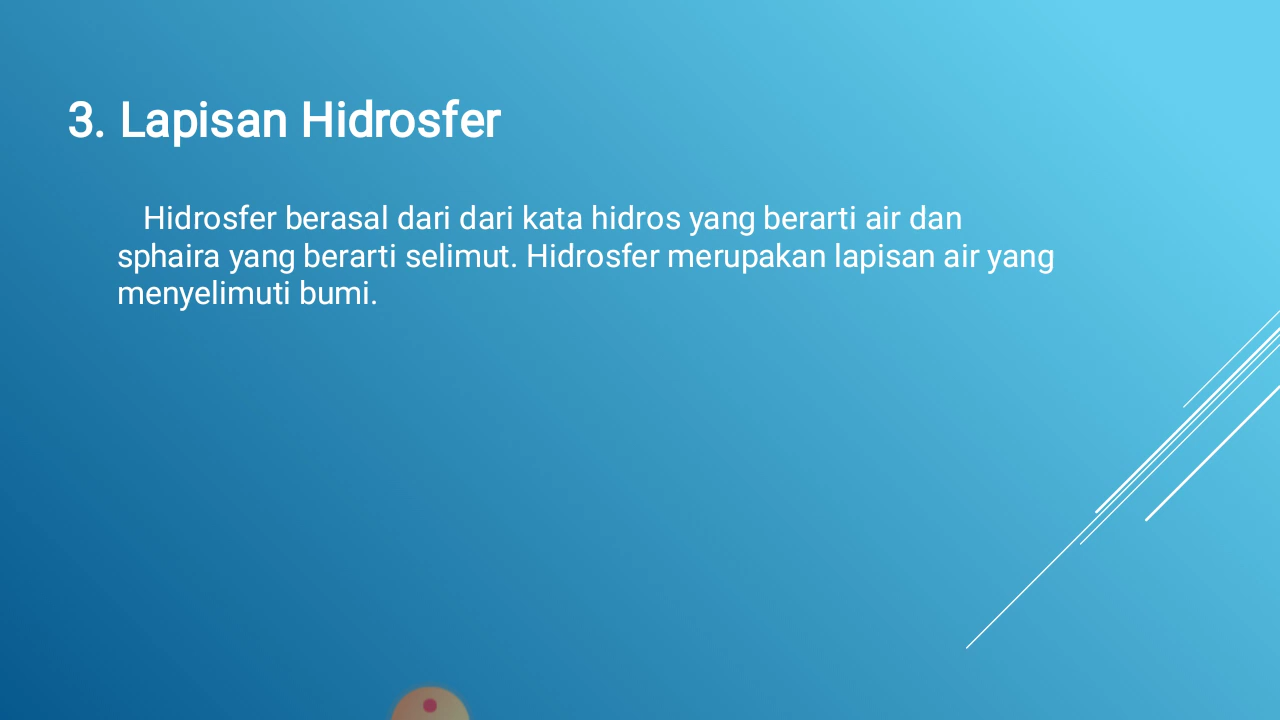 3. Lapisan Hidrosfer
Hidrosfer berasal dari dari kata hidros yang berarti air dan
sphaira yang berarti selimut. Hidrosfer merupakan lapisan air yang
menyelimuti bumi.